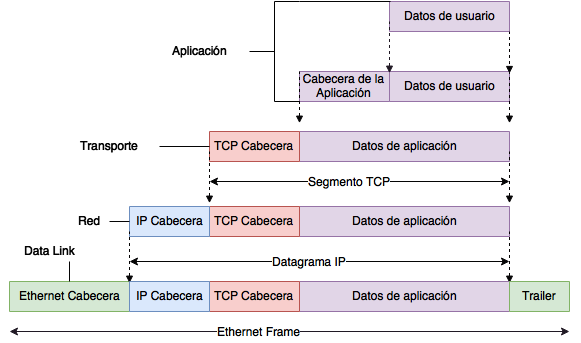 Datos de usuario
Aplicación
Cabecera de la
Aplicación
Datos de usuario
Transporte
TCP Cabecera
Datos de aplicación
Segmento TCP
Red
IP Cabecera
TCP Cabecera
Datos de aplicación
Data Link
Datagrama IP
Ethernet Cabecera
IP Cabecera
TCP Cabecera
Datos de aplicación
Trailer
Ethernet Frame